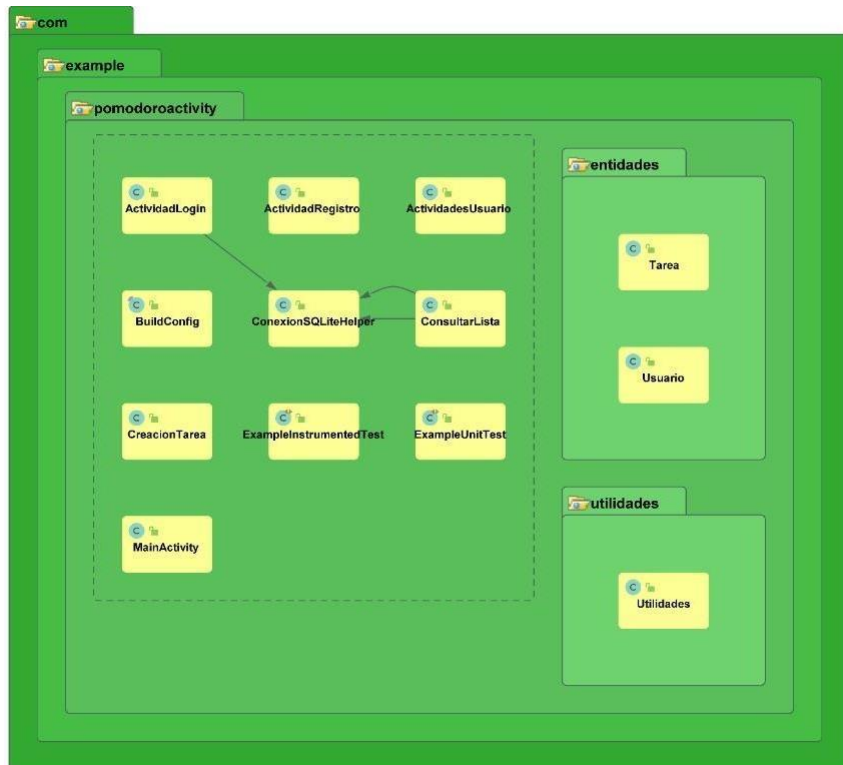 com
example
pomodoroactivity
entidades
ActividadLogin
ActividadRegistro
ActividadesUsuario
Tarea
BuildConfig
ConexionSQLiteHelper
ConsultarLista
Usuario
CreacionTarea
ExampleInstrumentedTest
ExampleUnitTest
utilidades
MainActivity
Utilidades